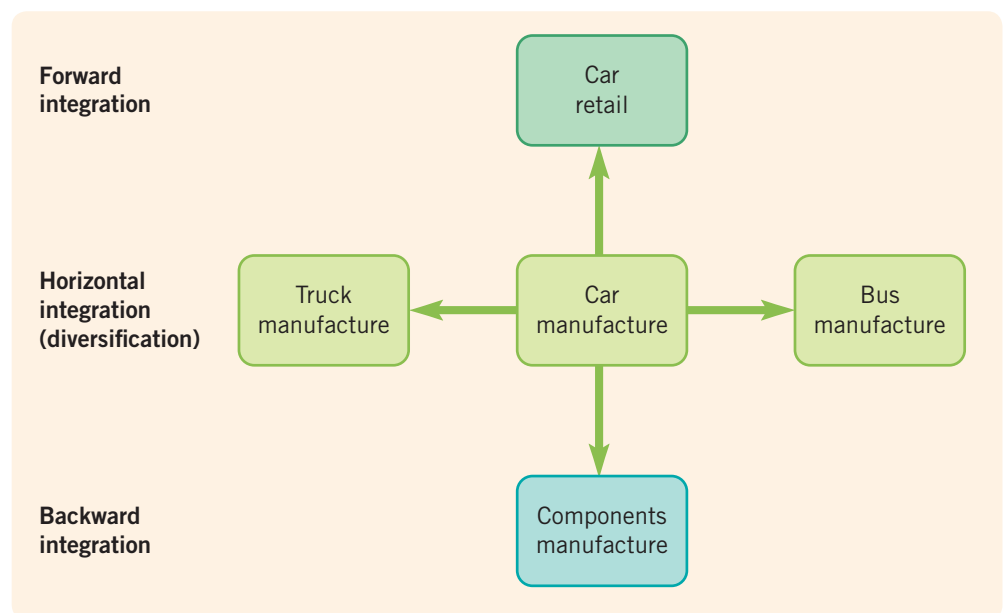 Forward
integration
Car
retail
Horizontal
integration
(diversification)
Truck
manufacture
Car
manufacture
Bus
manufacture
Backward
integration
Components
manufacture